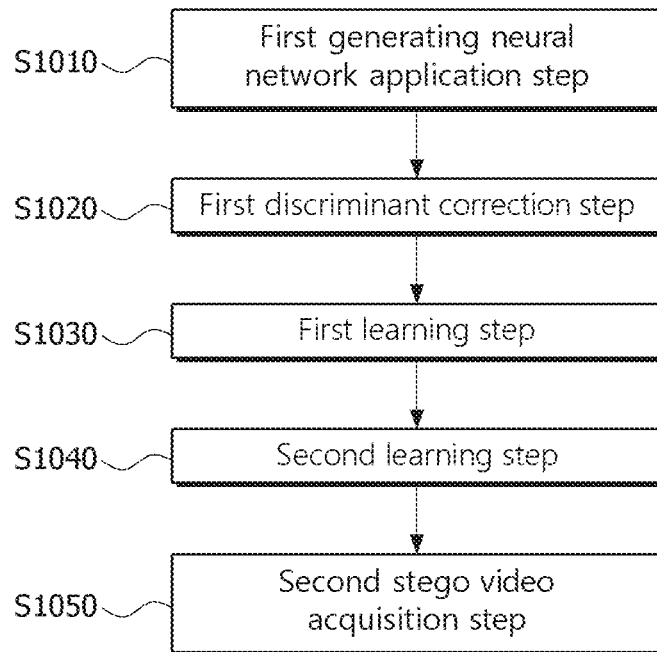 First generating neural
S1010
network application step
S1020
First discriminant correction step
S1030
First learning step
S1040
Second learning step
Second stego video
S1050
acquisition step